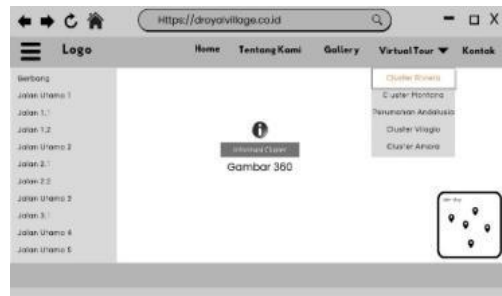 Https://droyalvillage.co.id
X
Logo
Home Tentang Kami Gallery Virtual Tour Kontak
Gerbang
Jalan Utama 1
Jalan 1.1
Jalan 1.2
Jalan Utama 2
Jalan 2.1
Jalan 2.2
Jalan Utama 3
Jalan 3.1
Jalan Utama 4
Jalan Utama 5
Cluster Riviera
Cluster Montana
Perumahan Andalusia
Cluster Vilagio
Cluster Amora
Informasi Cluster
Gambar 360